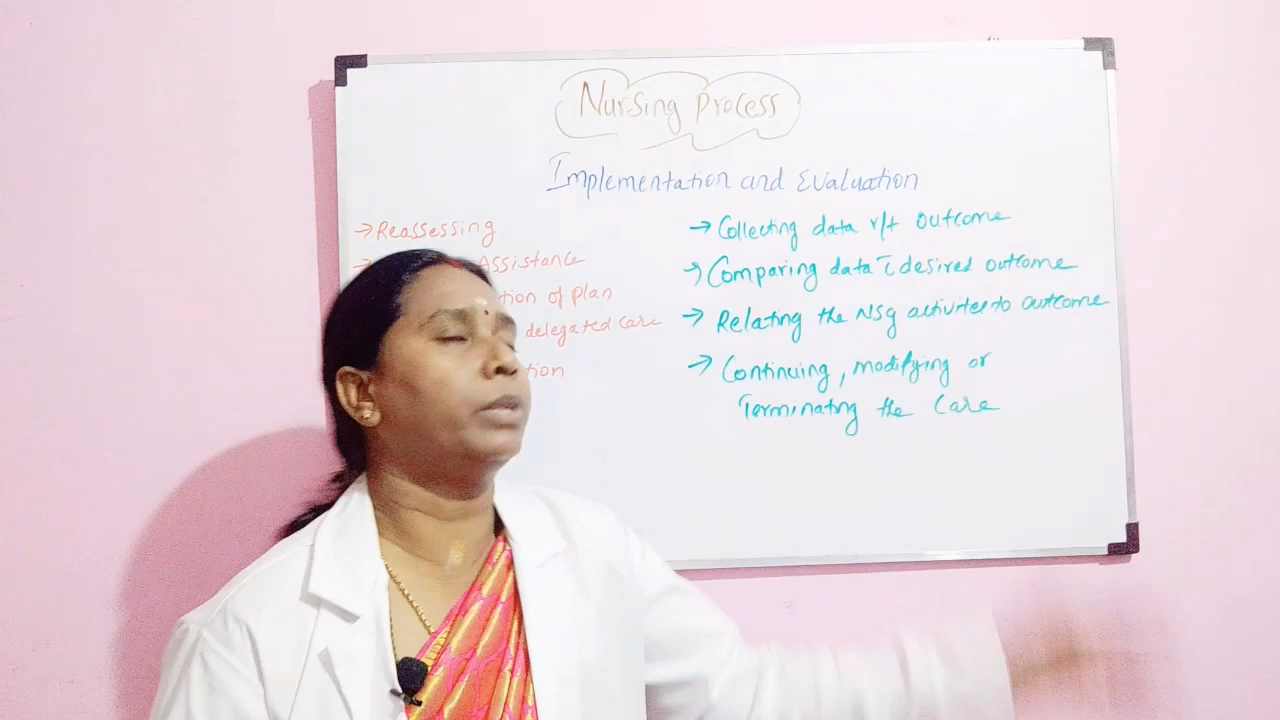 Nursing Process
Implementation and Evaluation
→ Reassessing
→ Assistance
of plan
delegated care
→ Collecting data r/t outcome
→ Comparing data c̄ desired outcome
→ Relating the NSg activites to outcome
→ Continuing, modifying or
Terminating the Care